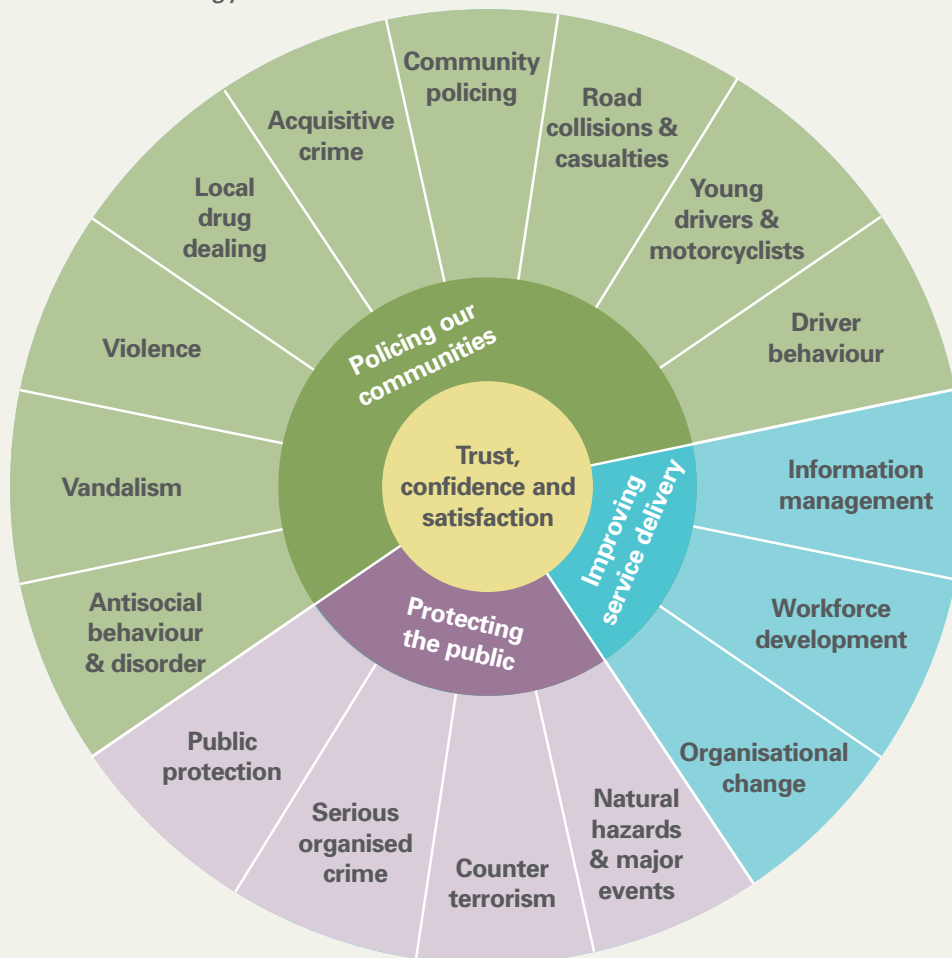 Community
policing
Road
collisions &
casualties
Young
drivers &
motorcyclists
Driver
behaviour
Information
management
Workforce
development
Organisational
change
Natural
hazards
& major
events
Counter
terrorism
Serious
organised
crime
Public
protection
Antisocial
behaviour
& disorder
Vandalism
Violence
Local
drug
dealing
Acquisitive
crime
Policing our
communities
Improving
service delivery
Protecting
the public
Trust,
confidence and
satisfaction